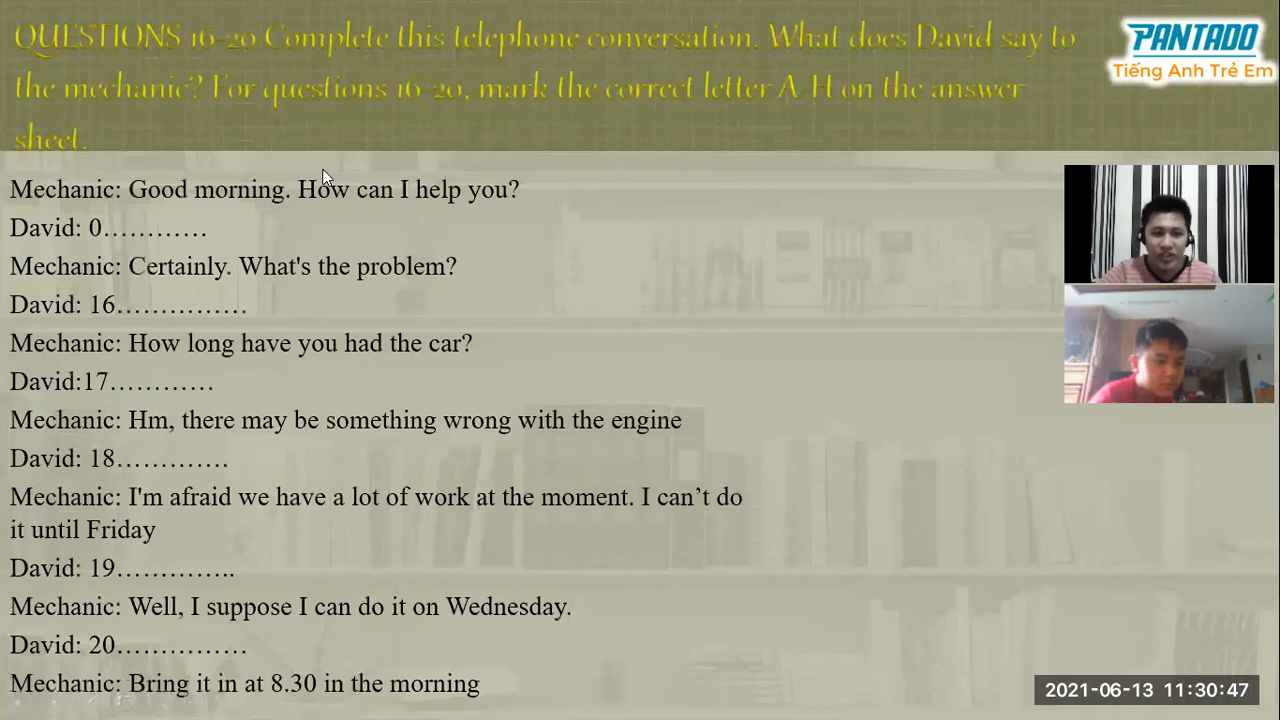 QUESTIONS 16-20 Complete this telephone conversation. What does David say to
the mechanic? For questions 16-20, mark the correct letter A-H on the answer
sheet.
PANTADO
Tiếng Anh Trẻ Em
Mechanic: Good morning. How can I help you?
David: 0…………
Mechanic: Certainly. What's the problem?
David: 16……………
Mechanic: How long have you had the car?
David:17…………
Mechanic: Hm, there may be something wrong with the engine
David: 18………….
Mechanic: I'm afraid we have a lot of work at the moment. I can’t do
it until Friday
David: 19…………..
Mechanic: Well, I suppose I can do it on Wednesday.
David: 20……………
Mechanic: Bring it in at 8.30 in the morning
2021-06-13 11:30:47